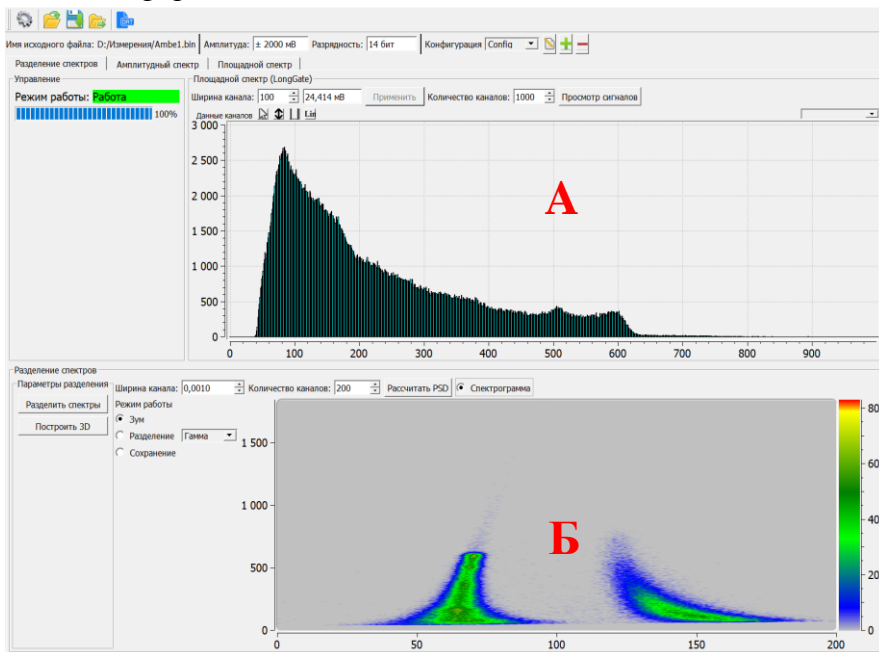 Имя исходного файла: D:/Измерения/Ambe1.bin Амплитуда: ± 2000 мВ Разрядность: 14 бит Конфигурация Config
Разделение спектров Амплитудный спектр Площадной спектр
Управление
Режим работы: Работа
100%
Площадной спектр (LongGate)
Ширина канала: 100 24,414 мВ Применить Количество каналов: 1000 Просмотр сигналов
Данные каналов Lin
3 000
2 500
2 000
1 500
1 000
500
0
А
0 100 200 300 400 500 600 700 800 900
Разделение спектров
Параметры разделения
Разделить спектры
Построить 3D
Ширина канала: 0,0010 Количество каналов: 200 Рассчитать PSD Спектрограмма
Режим работы
Зум
Разделение Гамма
Сохранение
1 500
1 000
500
0
Б
0 50 100 150 200
80
60
40
20
0